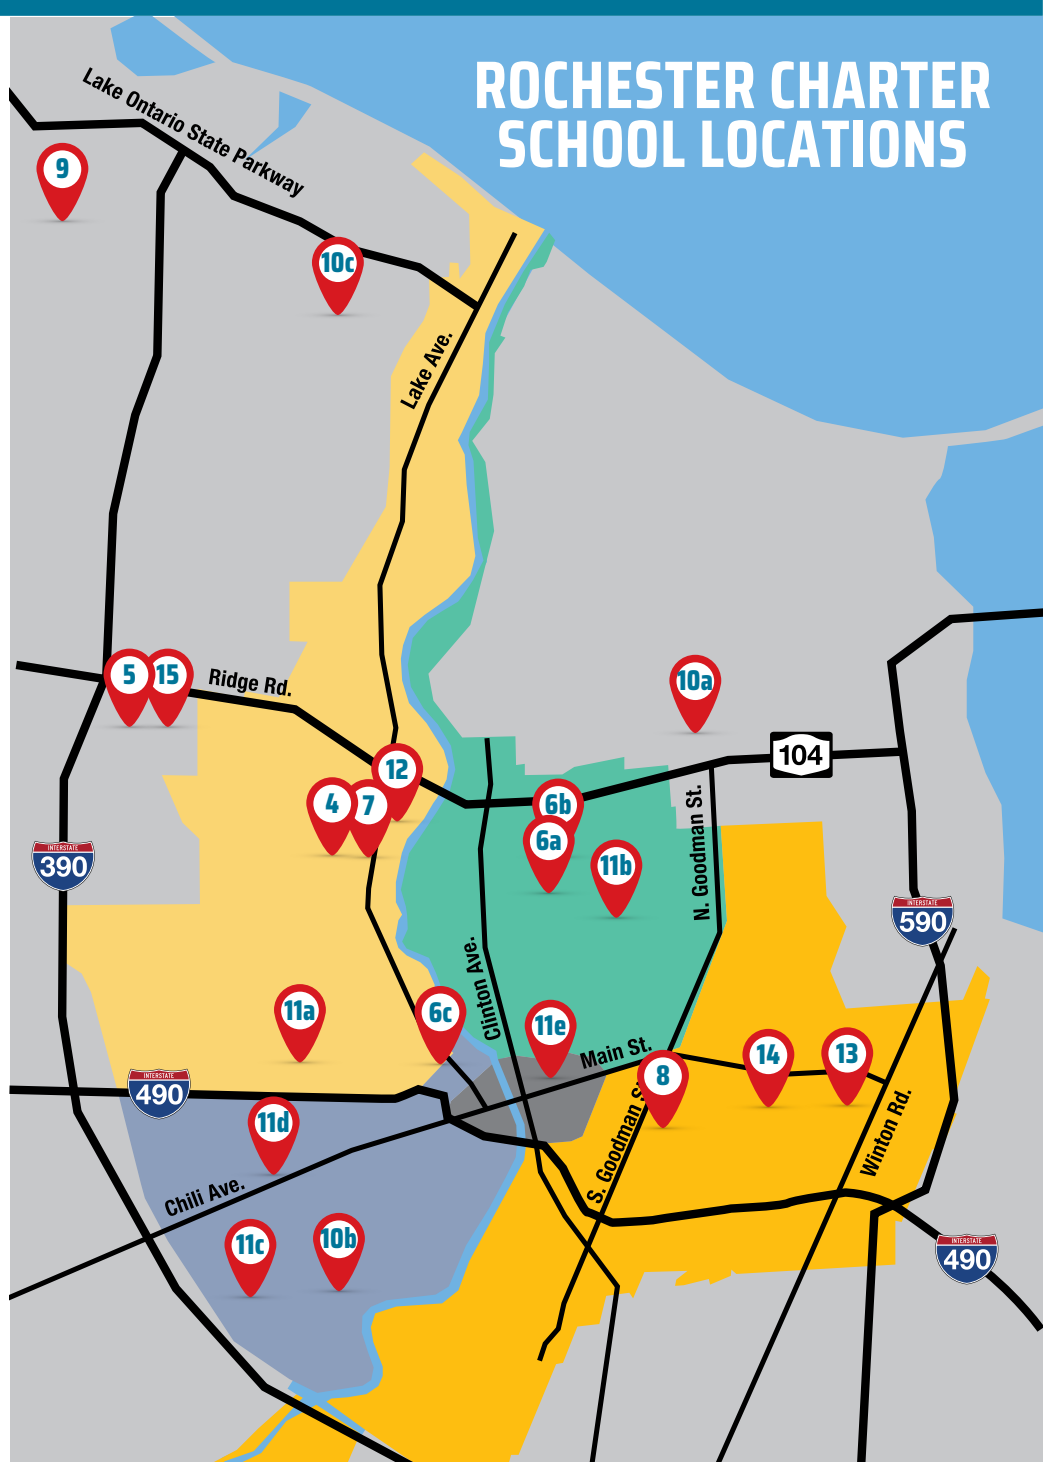 ROCHESTER CHARTER
SCHOOL LOCATIONS
Lake Ontario State Parkway
9
10c
Lake Ave.
5
15
Ridge Rd.
10a
104
12
4
7
6b
6a
11b
N. Goodman St.
INTERSTATE
390
INTERSTATE
590
Clinton Ave.
11a
6c
11e
Main St.
14
13
8
INTERSTATE
490
11d
S. Goodman S
Winton Rd.
Chili Ave.
11c
10b
INTERSTATE
490